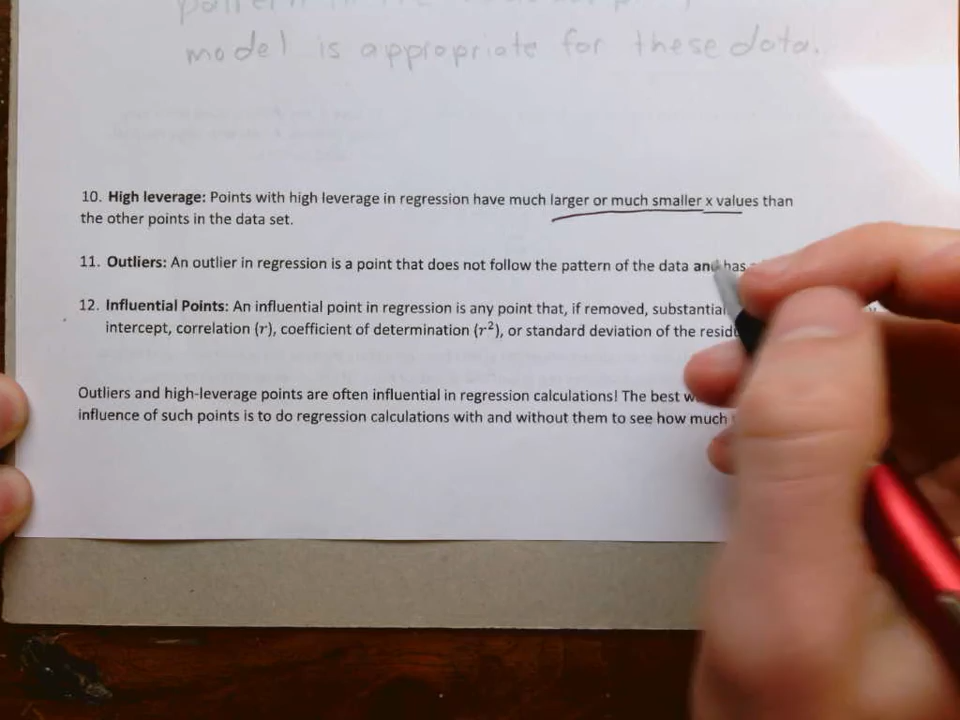 model is appropriate for these data.
10. High leverage: Points with high leverage in regression have much larger or much smaller x values than
the other points in the data set.
11. Outliers: An outlier in regression is a point that does not follow the pattern of the data and has
12. Influential Points: An influential point in regression is any point that, if removed,
intercept, correlation (r), coefficient of determination (r²), or standard deviation of the
Outliers and high-leverage points are often influential in regression calculations! The best
influence of such points is to do regression calculations with and without them to see how much